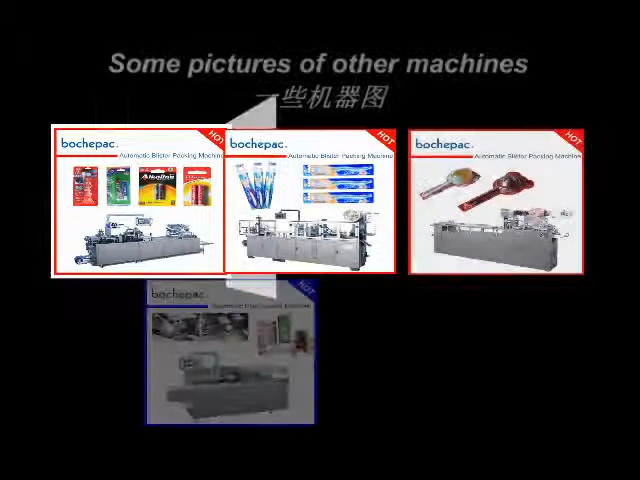 Some pictures of other machines
一些机器图
HOT
bochepac.
Automatic Blister Packing Machine
HOT
bochepac.
Automatic Blister Packing Machine
HOT
bochepac.
Automatic Blister Packing Machine
HOT
bochepac.